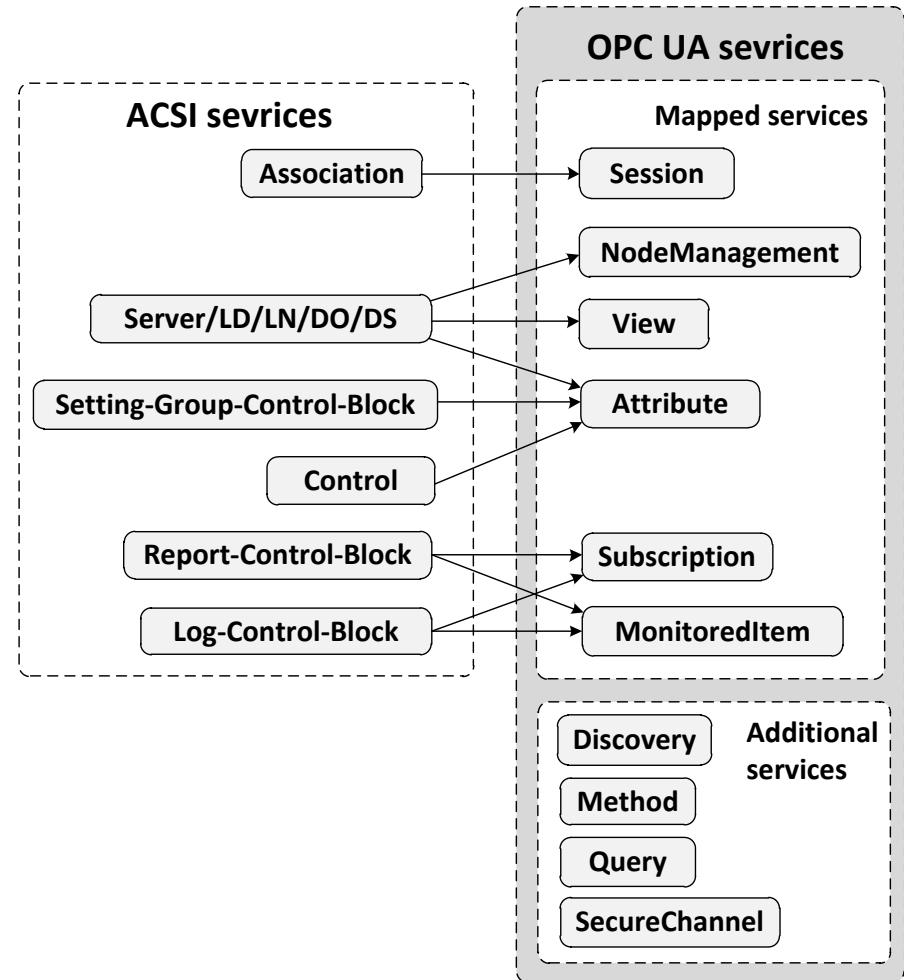 OPC UA sevrices
ACSI sevrices
Mapped services
Association
Session
NodeManagement
Server/LD/LN/DO/DS
View
Setting-Group-Control-Block
Attribute
Control
Report-Control-Block
Subscription
Log-Control-Block
MonitoredItem
Discovery
Additional
services
Method
Query
SecureChannel